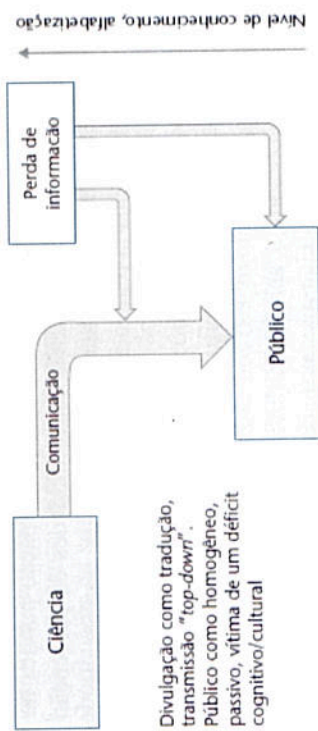 Ciência
Comunicação
Perda de
informação
Público
Divulgação como tradução,
transmissão "top-down".
Público como homogêneo,
passivo, vítima de um déficit
cognitivo/cultural
Nível de conhecimento, alfabetização